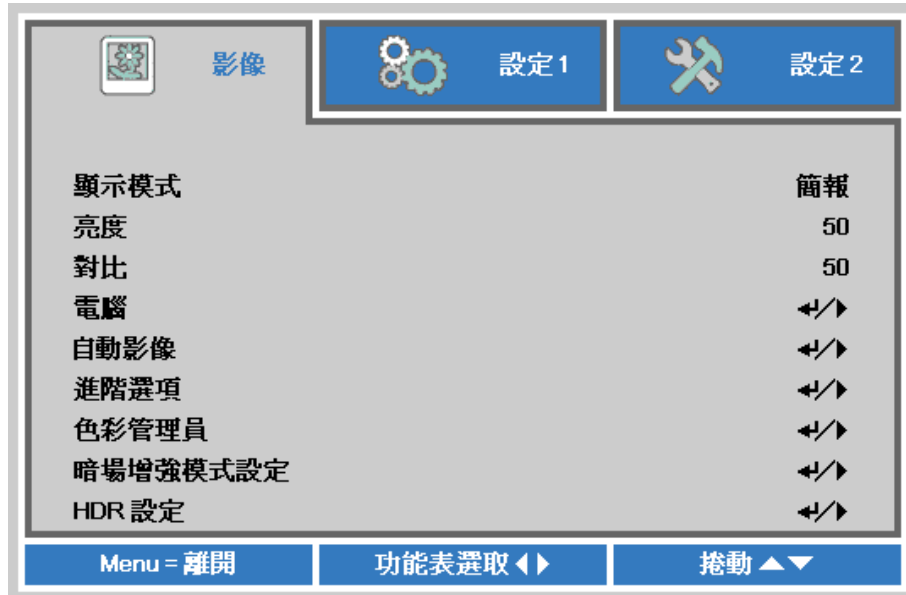 影像 設定1 設定2
顯示模式 簡報
亮度 50
對比 50
電腦 ↵/▶
自動影像 ↵/▶
進階選項 ↵/▶
色彩管理員 ↵/▶
暗場增強模式設定 ↵/▶
HDR 設定 ↵/▶
Menu = 離開 功能表選取 ◀▶ 捲動 ▲▼